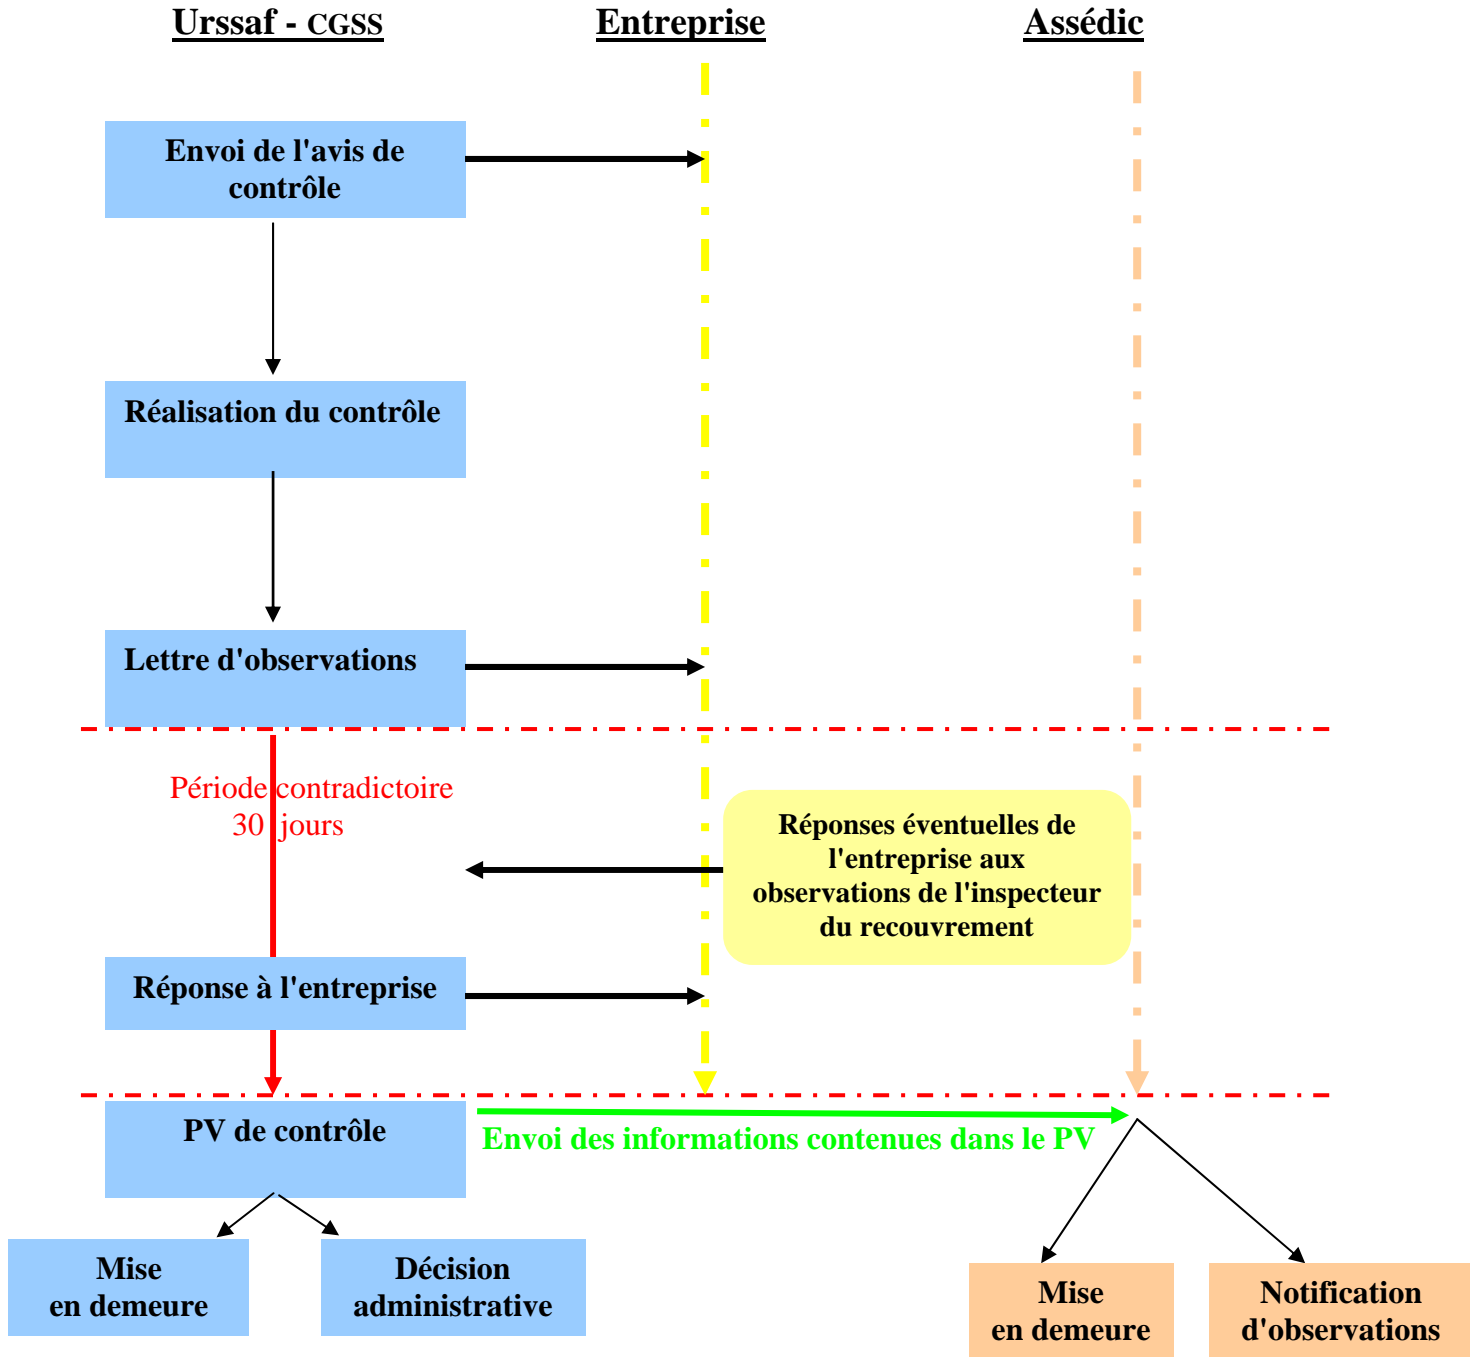 Urssaf - CGSS
Entreprise
Assédic
Envoi de l'avis de
contrôle
Réalisation du contrôle
Lettre d'observations
Période contradictoire
30 jours
Réponses éventuelles de
l'entreprise aux
observations de l'inspecteur
du recouvrement
Réponse à l'entreprise
PV de contrôle
Envoi des informations contenues dans le PV
Mise
en demeure
Décision
administrative
Mise
en demeure
Notification
d'observations